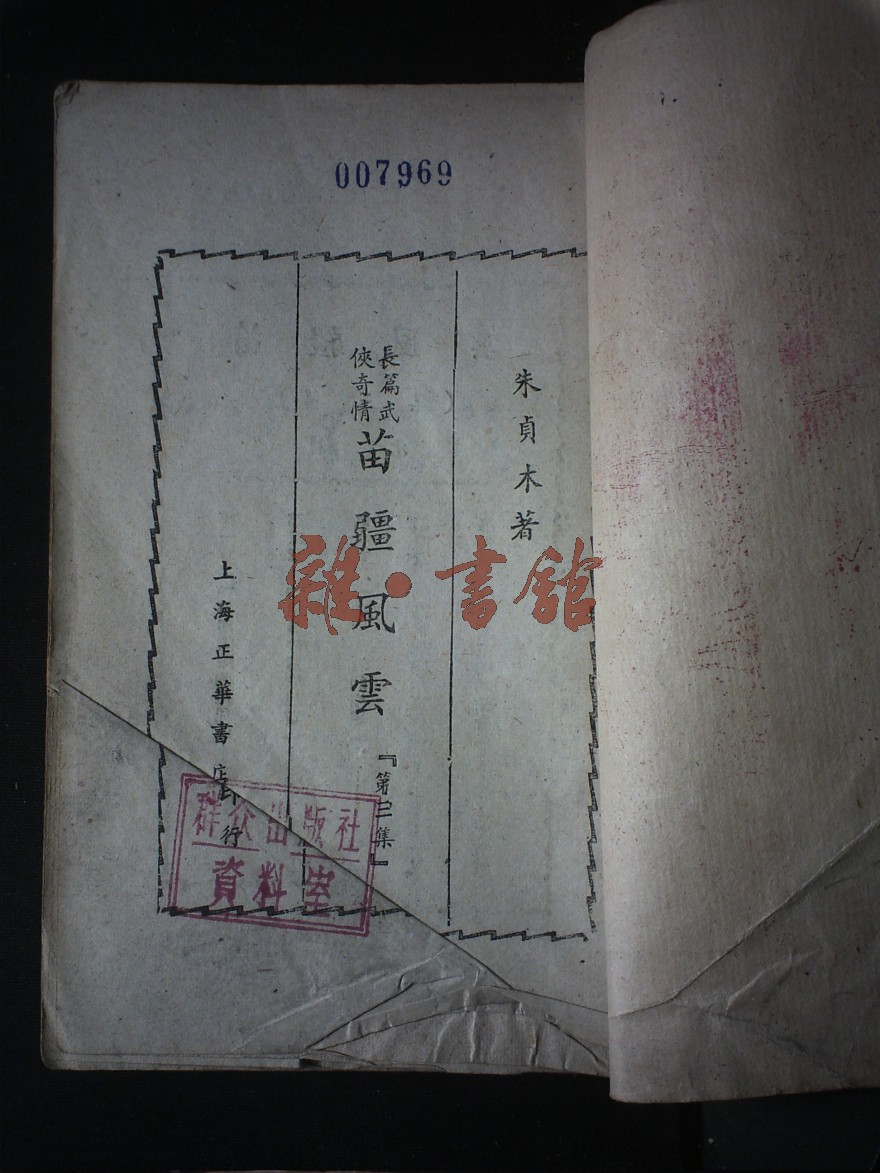 007969
朱貞木著
長篇武
俠奇情
苗疆風雲
『第三集』
上海正華書店印行
群众出版社
資料室
雜·書館